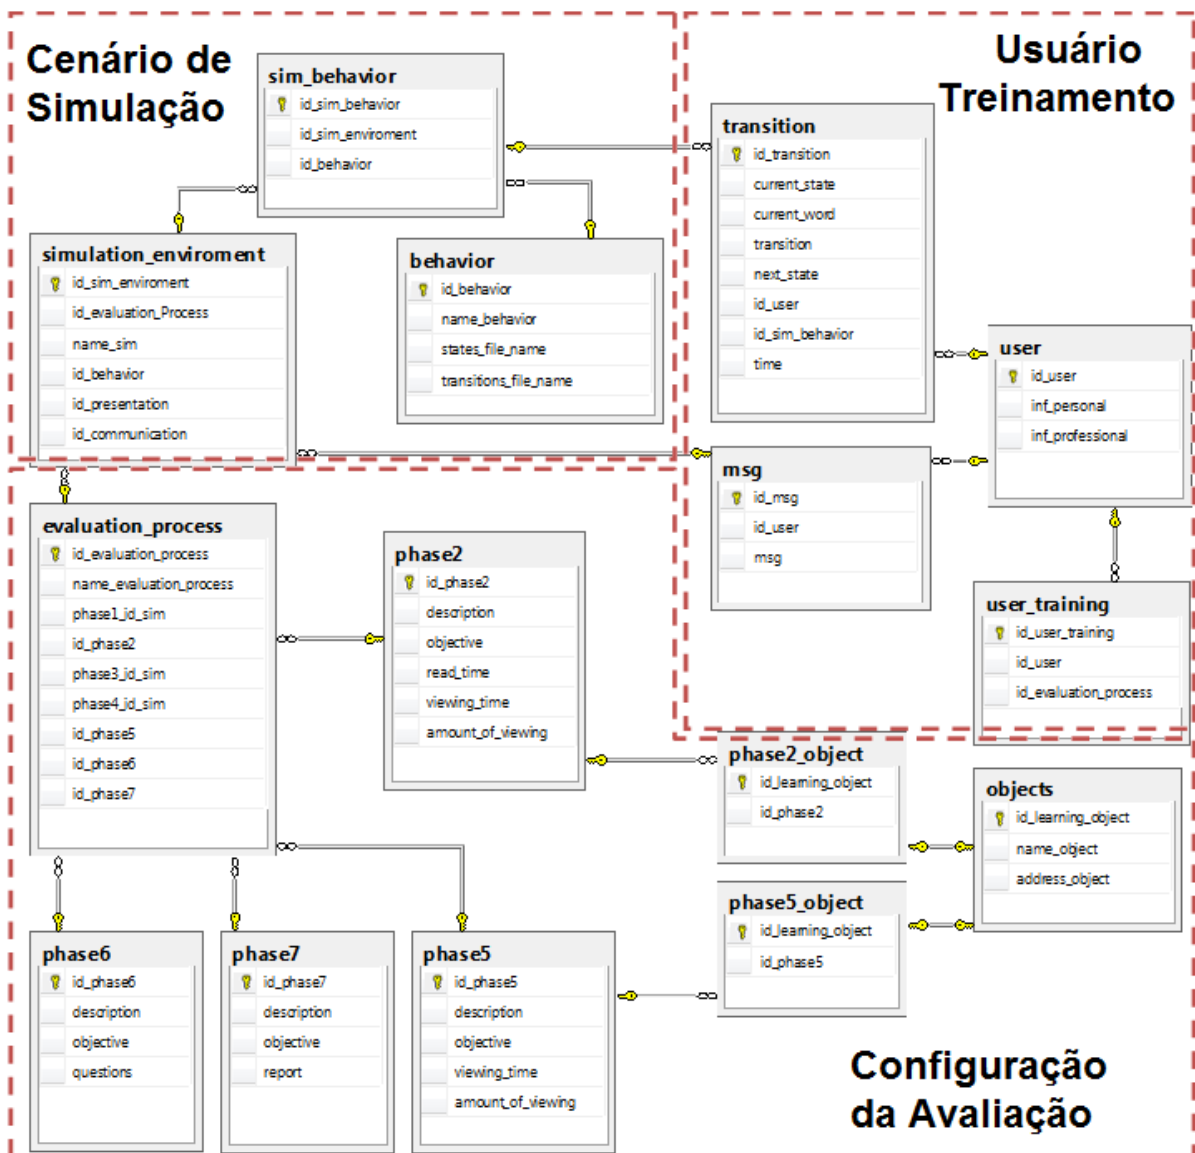 Cenário de
Simulação
sim_behavior
id_sim_behavior
id_sim_enviroment
id_behavior
Usuário
Treinamento
transition
id_transition
current_state
current_word
transition
next_state
id_user
id_sim_behavior
time
simulation_enviroment
id_sim_enviroment
id_evaluation_Process
name_sim
id_behavior
id_presentation
id_communication
behavior
id_behavior
name_behavior
states_file_name
transitions_file_name
user
id_user
inf_personal
inf_professional
msg
id_msg
id_user
msg
evaluation_process
id_evaluation_process
name_evaluation_process
phase1_id_sim
id_phase2
phase3_id_sim
phase4_id_sim
id_phase5
id_phase6
id_phase7
phase2
id_phase2
description
objective
read_time
viewing_time
amount_of_viewing
user_training
id_user_training
id_user
id_evaluation_process
phase2_object
id_learning_object
id_phase2
objects
id_learning_object
name_object
address_object
phase5_object
id_learning_object
id_phase5
phase6
id_phase6
description
objective
questions
phase7
id_phase7
description
objective
report
phase5
id_phase5
description
objective
viewing_time
amount_of_viewing
Configuração
da Avaliação